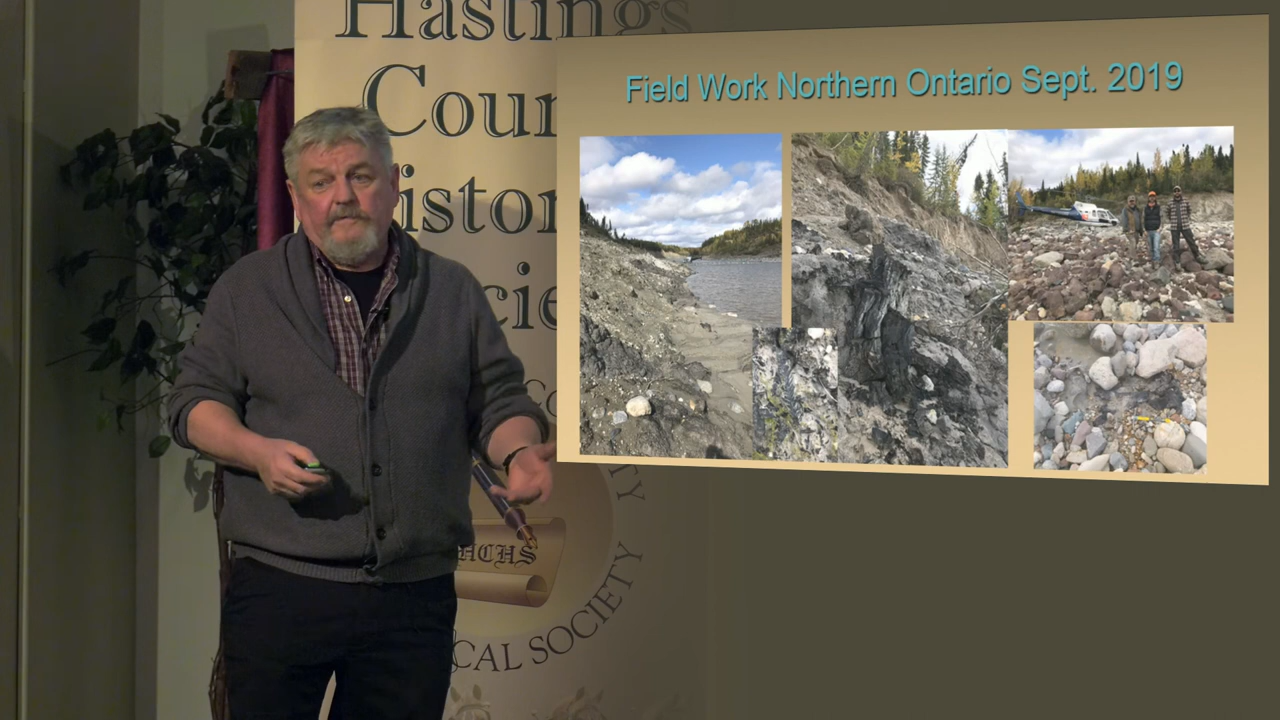 Hastings
Coun
istor
cie
Field Work Northern Ontario Sept. 2019
HCHS
CAL SOCIETY